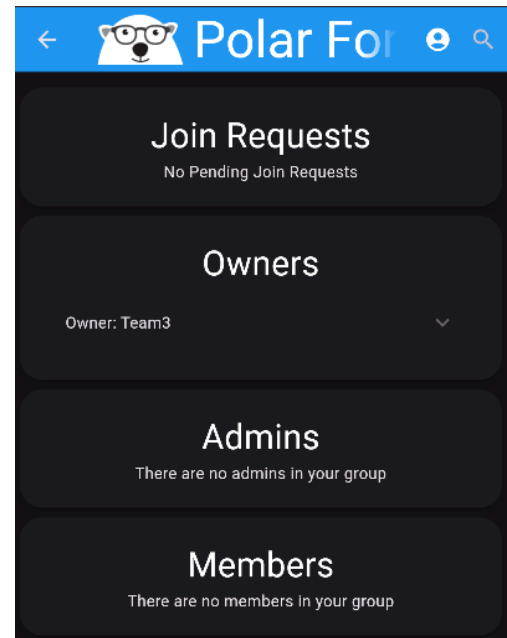 Polar For
Join Requests
No Pending Join Requests
Owners
Owner: Team3
Admins
There are no admins in your group
Members
There are no members in your group